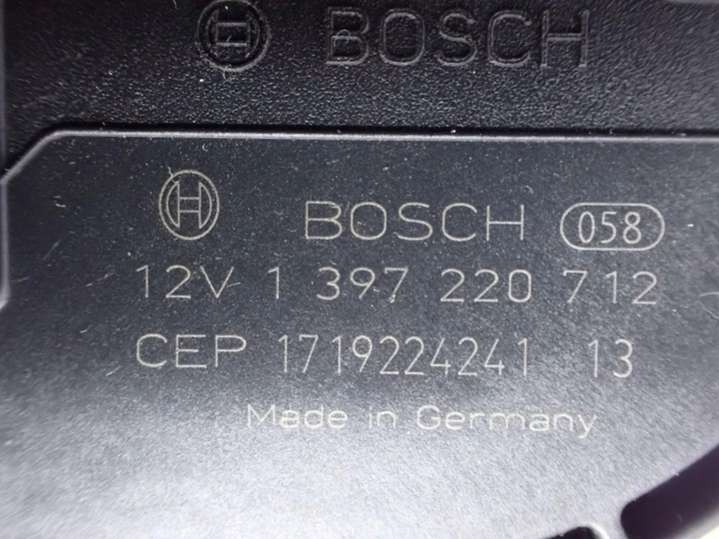 BOSCH
BOSCH 058
12V 1 397 220 712
CEP 1719224241 13
Made in Germany